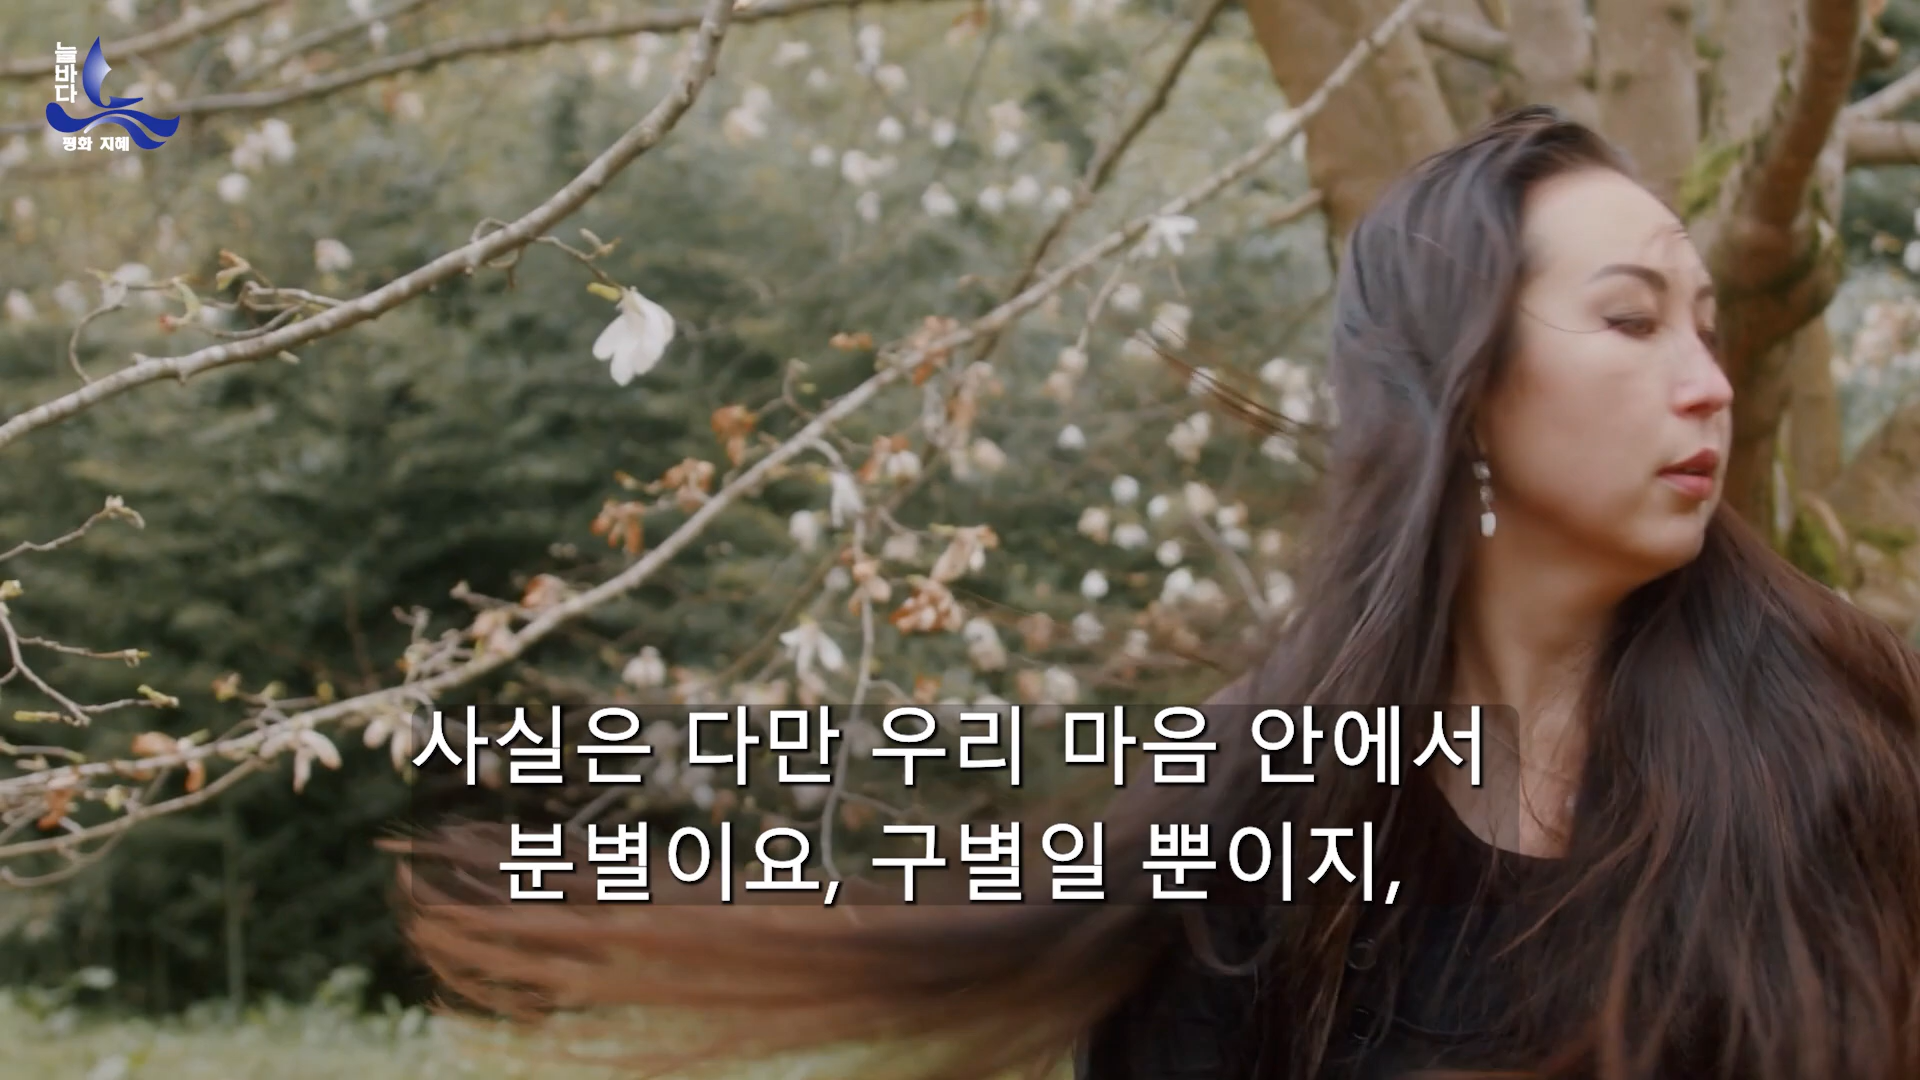 늘바다
평화 지혜
사실은 다만 우리 마음 안에서
분별이요, 구별일 뿐이지,